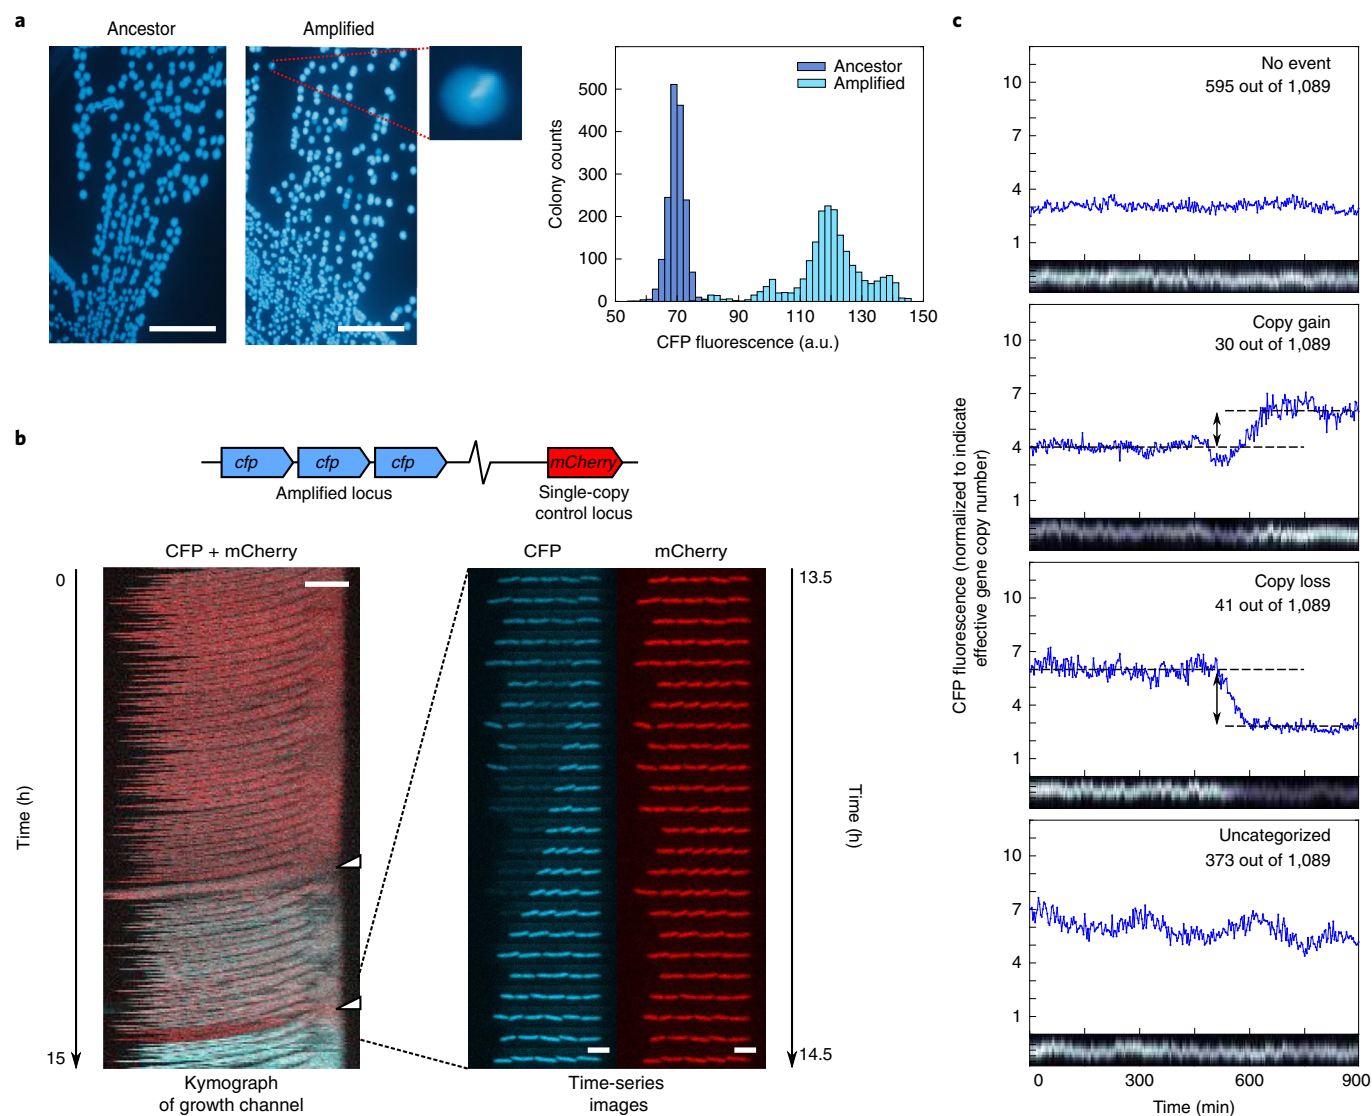 a
Ancestor
Amplified
Colony counts
500
400
300
200
100
0
50
70
90
110
130
150
CFP fluorescence (a.u.)
Ancestor
Amplified
b
cfp
cfp
cfp
mCherry
Amplified locus
Single-copy
control locus
CFP + mCherry
CFP
mCherry
0
15
Time (h)
13.5
14.5
Time (h)
Kymograph
of growth channel
Time-series
images
c
CFP fluorescence (normalized to indicate
effective gene copy number)
No event
595 out of 1,089
10
7
4
1
Copy gain
30 out of 1,089
10
7
4
1
Copy loss
41 out of 1,089
10
7
4
1
Uncategorized
373 out of 1,089
10
7
4
1
0
300
600
900
Time (min)